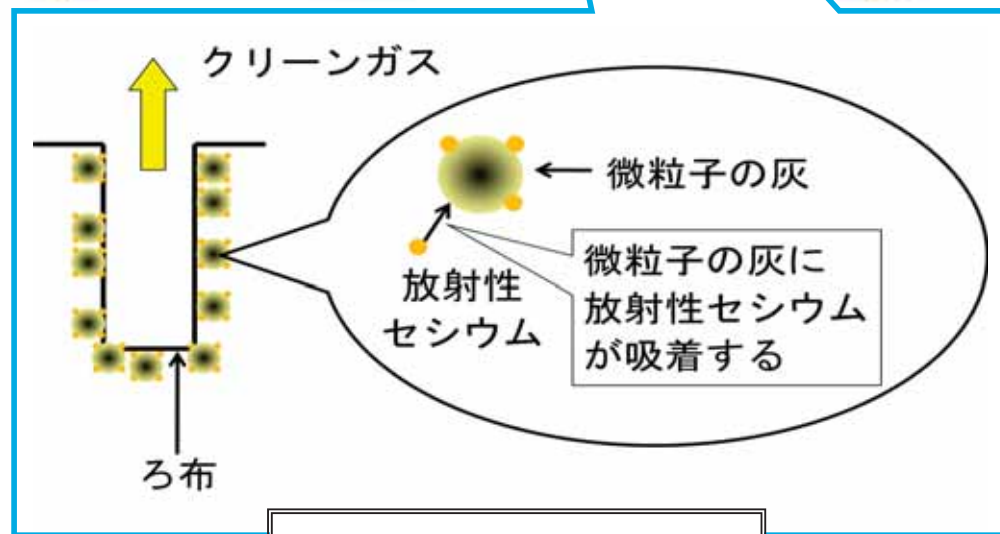 クリーンガス
微粒子の灰
放射性
セシウム
微粒子の灰に
放射性セシウム
が吸着する
ろ布